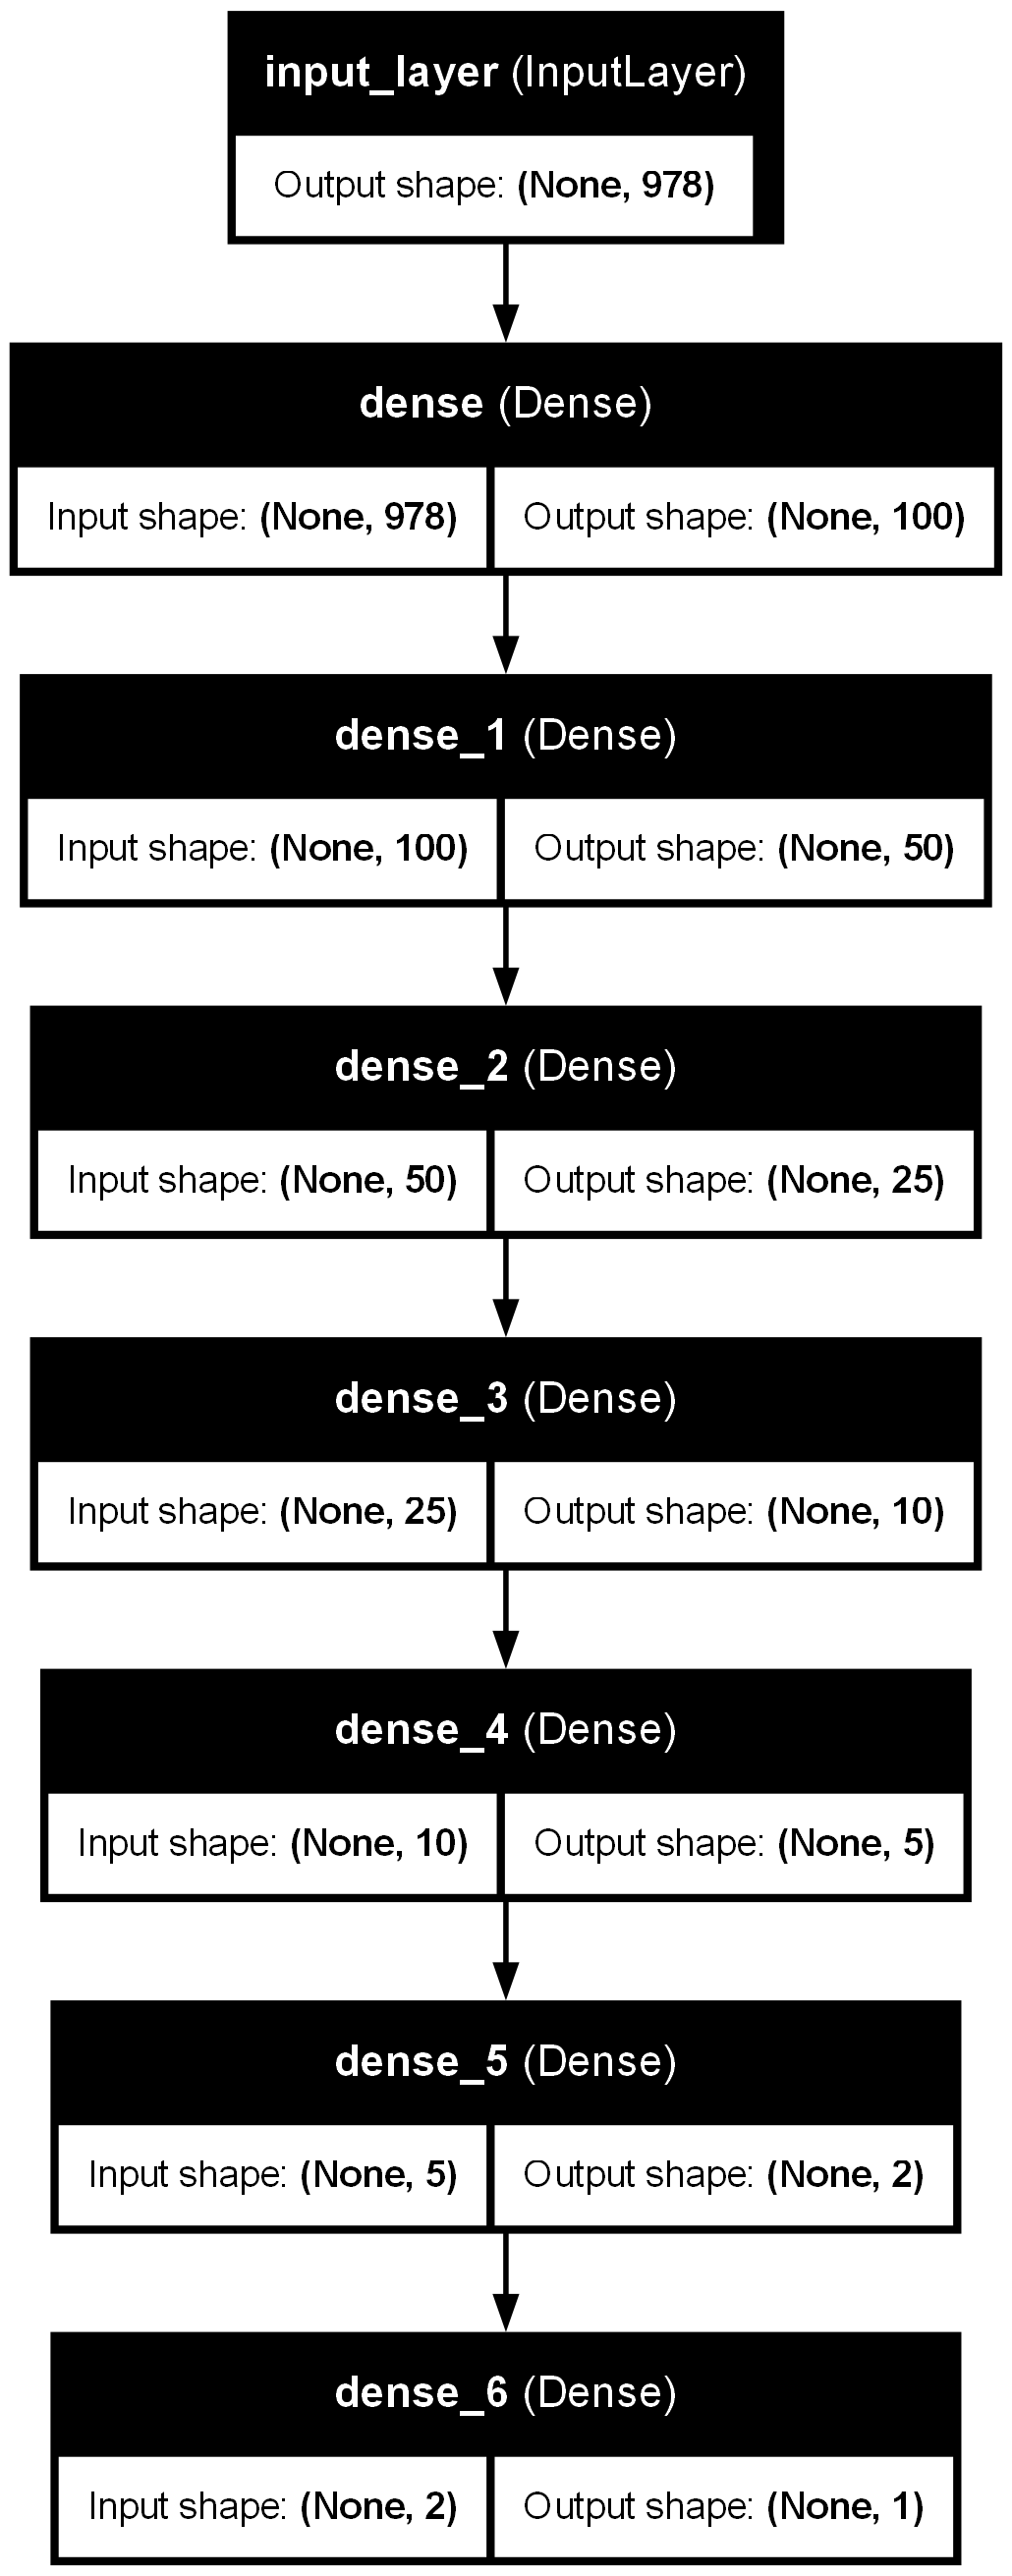 input_layer (InputLayer)
Output shape: (None, 978)
dense (Dense)
Input shape: (None, 978) Output shape: (None, 100)
dense_1 (Dense)
Input shape: (None, 100) Output shape: (None, 50)
dense_2 (Dense)
Input shape: (None, 50) Output shape: (None, 25)
dense_3 (Dense)
Input shape: (None, 25) Output shape: (None, 10)
dense_4 (Dense)
Input shape: (None, 10) Output shape: (None, 5)
dense_5 (Dense)
Input shape: (None, 5) Output shape: (None, 2)
dense_6 (Dense)
Input shape: (None, 2) Output shape: (None, 1)